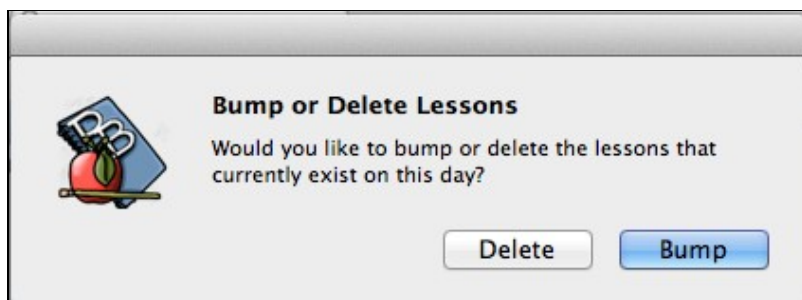 BB
Bump or Delete Lessons
Would you like to bump or delete the lessons that
currently exist on this day?
Delete
Bump